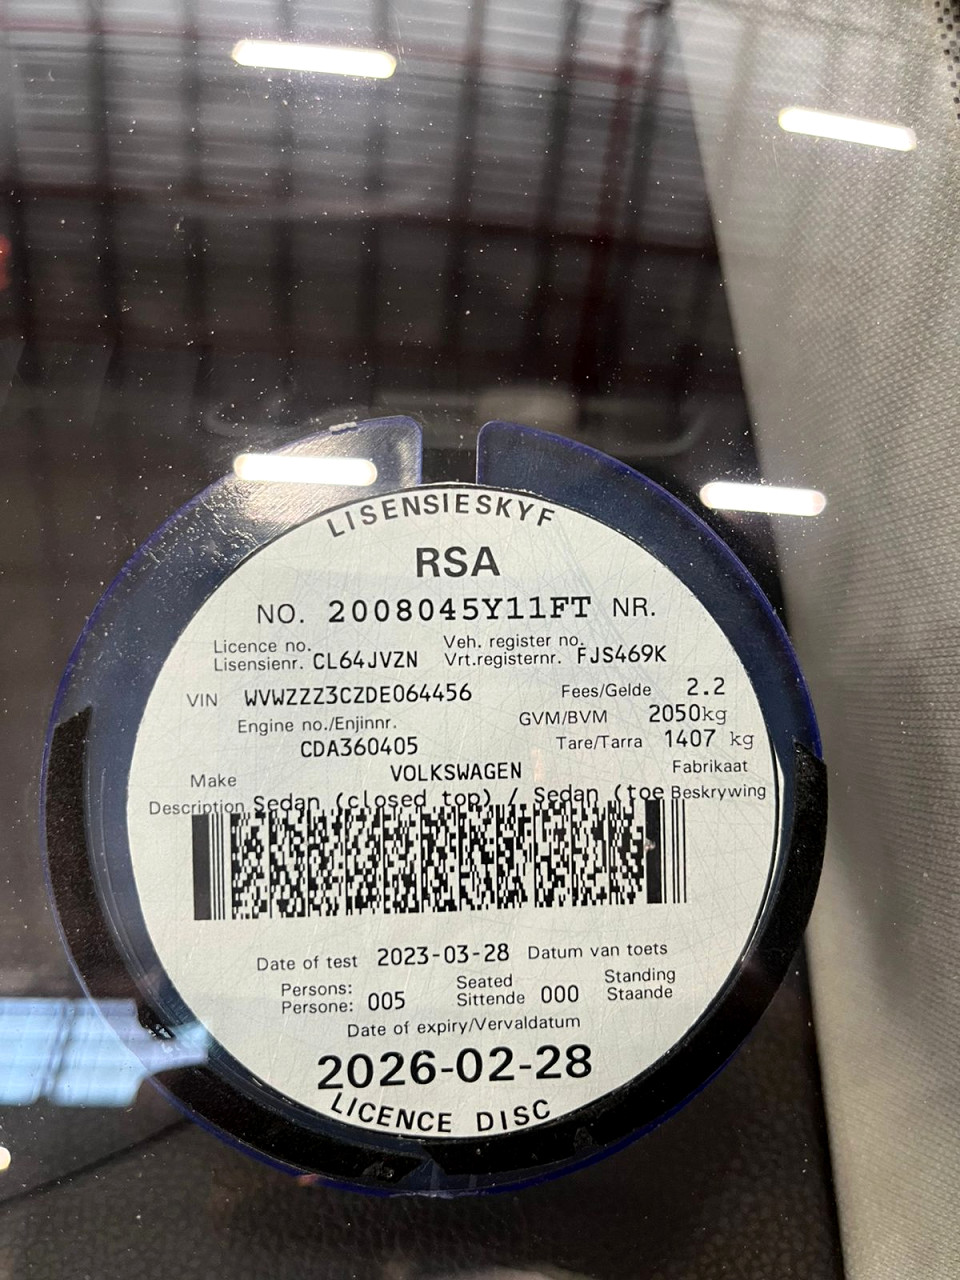 LISENSIESKYF
RSA
NO. 2008045Y11FT NR.
Licence no. Veh. register no.
Lisensienr. CL64JVZN Vrt.registernr. FJS469K
VIN WVWZZZ3CZDE064456 Fees/Gelde 2.2
Engine no./Enjinnr. GVM/BVM 2050kg
CDA360405 Tare/Tarra 1407 kg
Make VOLKSWAGEN Fabrikaat
Description Sedan (closed top) / Sedan (toe Beskrywing
Date of test 2023-03-28 Datum van toets
Persons: Seated Standing
Persone: 005 Sittende 000 Staande
Date of expiry/Vervaldatum
2026-02-28
LICENCE DISC